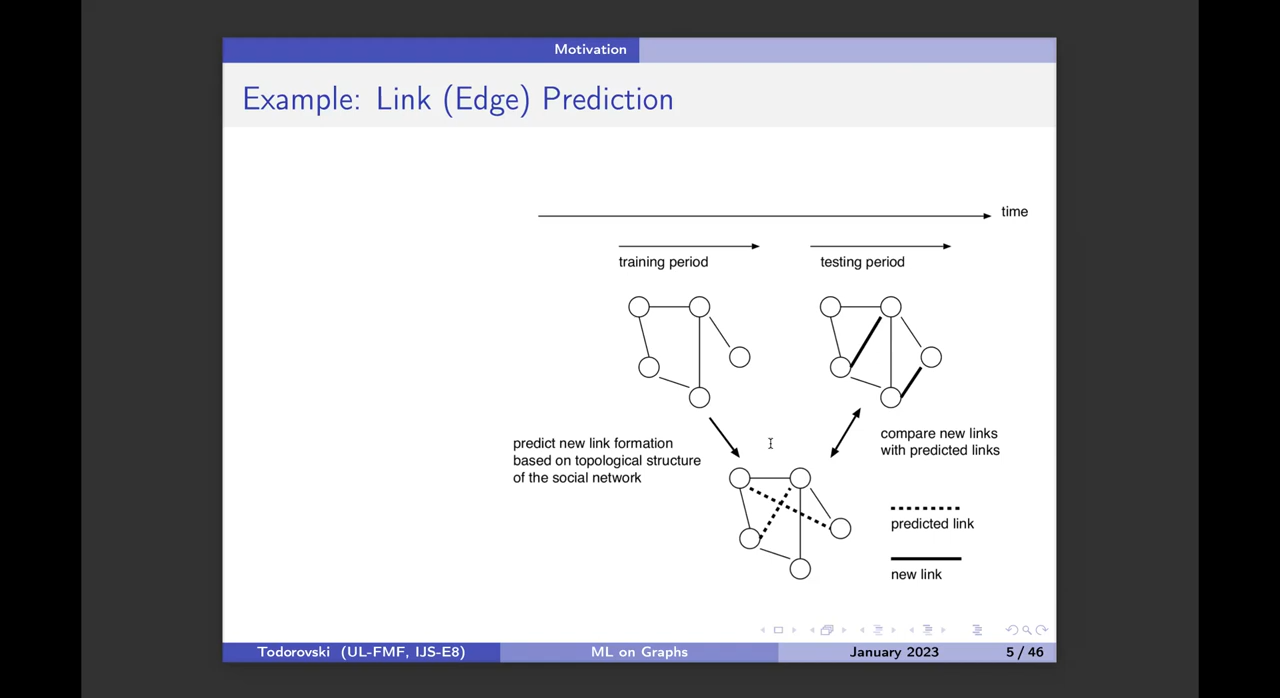 Motivation
Example: Link (Edge) Prediction
time
training period
testing period
predict new link formation
based on topological structure
of the social network
compare new links
with predicted links
predicted link
new link
Todorovski (UL-FMF, IJS-E8)
ML on Graphs
January 2023
5 / 46